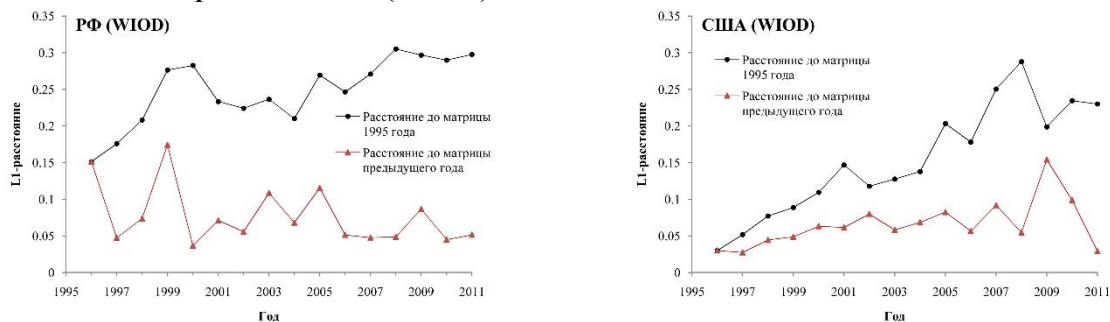 РФ (WIOD)
0.35
0.3
0.25
0.2
0.15
0.1
0.05
0
L1-расстояние
Расстояние до матрицы
1995 года
Расстояние до матрицы
предыдущего года
1995 1997 1999 2001 2003 2005 2007 2009 2011
Год
США (WIOD)
0.35
0.3
0.25
0.2
0.15
0.1
0.05
0
L1-расстояние
Расстояние до матрицы
1995 года
Расстояние до матрицы
предыдущего года
1995 1997 1999 2001 2003 2005 2007 2009 2011
Год